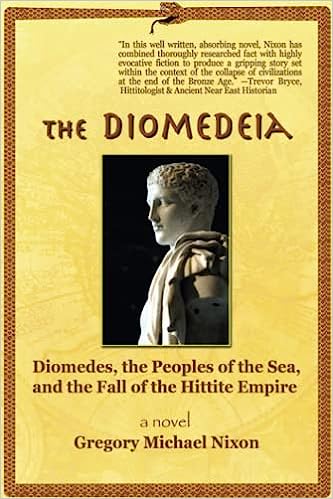 "In this well written, absorbing novel, Nixon has
combined thoroughly researched fact with highly
evocative fiction to produce a gripping story set
within the context of the collapse of civilizations
at the end of the Bronze Age." –Trevor Bryce,
Hittitologist & Ancient Near East Historian
THE DIOMEDEIA
Diomedes, the Peoples of the Sea,
and the Fall of the Hittite Empire
a novel
Gregory Michael Nixon